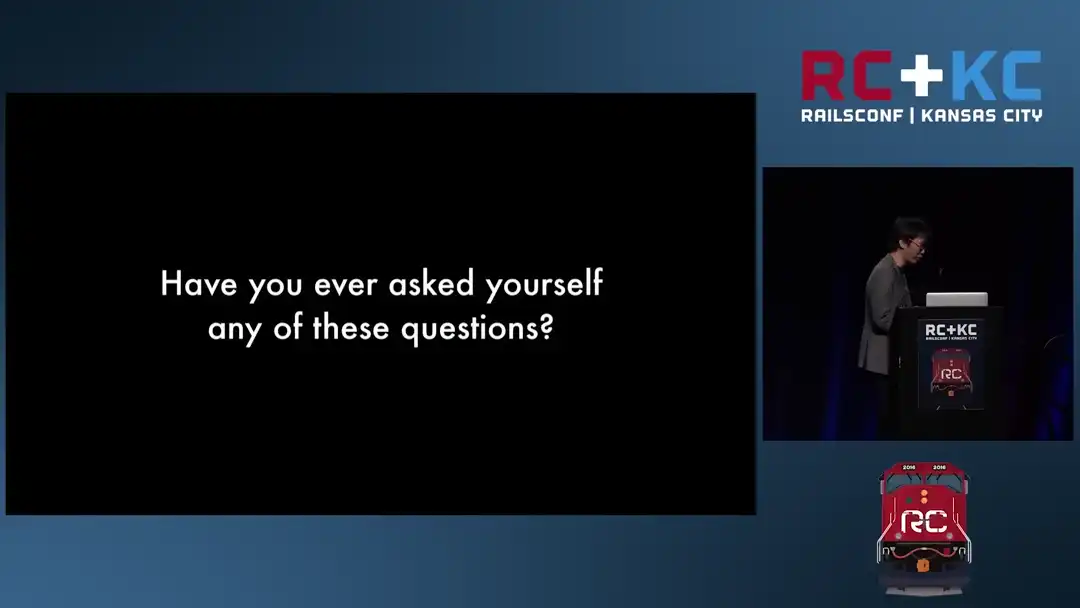 RC+KC
RAILSCONF | KANSAS CITY
Have you ever asked yourself
any of these questions?
RC+KC
RAILSCONF | KANSAS CITY
RC
2016 2016
RC